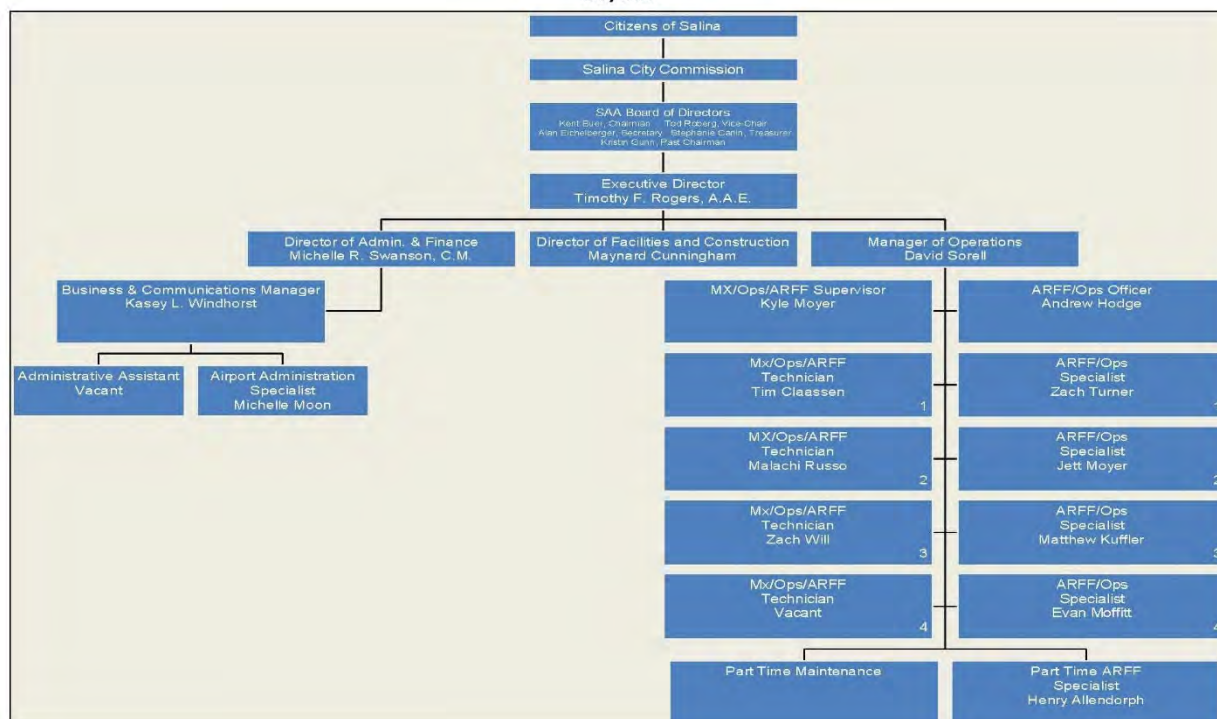 Citizens of Salina
Salina City Commission
SAA Board of Directors
Kent Buer, Chairman Tod Roberg, Vice-Chair
Alan Eichelberger, Secretary Stephanie Carlin, Treasurer
Kristin Gunn, Past Chairman
Executive Director
Timothy F. Rogers, A.A.E.
Director of Admin. & Finance
Michelle R. Swanson, C.M.
Director of Facilities and Construction
Maynard Cunningham
Manager of Operations
David Sorell
Business & Communications Manager
Kasey L. Windhorst
Administrative Assistant
Vacant
Airport Administration
Specialist
Michelle Moon
MX/Ops/ARFF Supervisor
Kyle Moyer
ARFF/Ops Officer
Andrew Hodge
Mx/Ops/ARFF
Technician
Tim Claassen
1
ARFF/Ops
Specialist
Zach Turner
1
MX/Ops/ARFF
Technician
Malachi Russo
2
ARFF/Ops
Specialist
Jett Moyer
2
Mx/Ops/ARFF
Technician
Zach Will
3
ARFF/Ops
Specialist
Matthew Kuffler
3
Mx/Ops/ARFF
Technician
Vacant
4
ARFF/Ops
Specialist
Evan Moffitt
4
Part Time Maintenance
Part Time ARFF
Specialist
Henry Allendorph